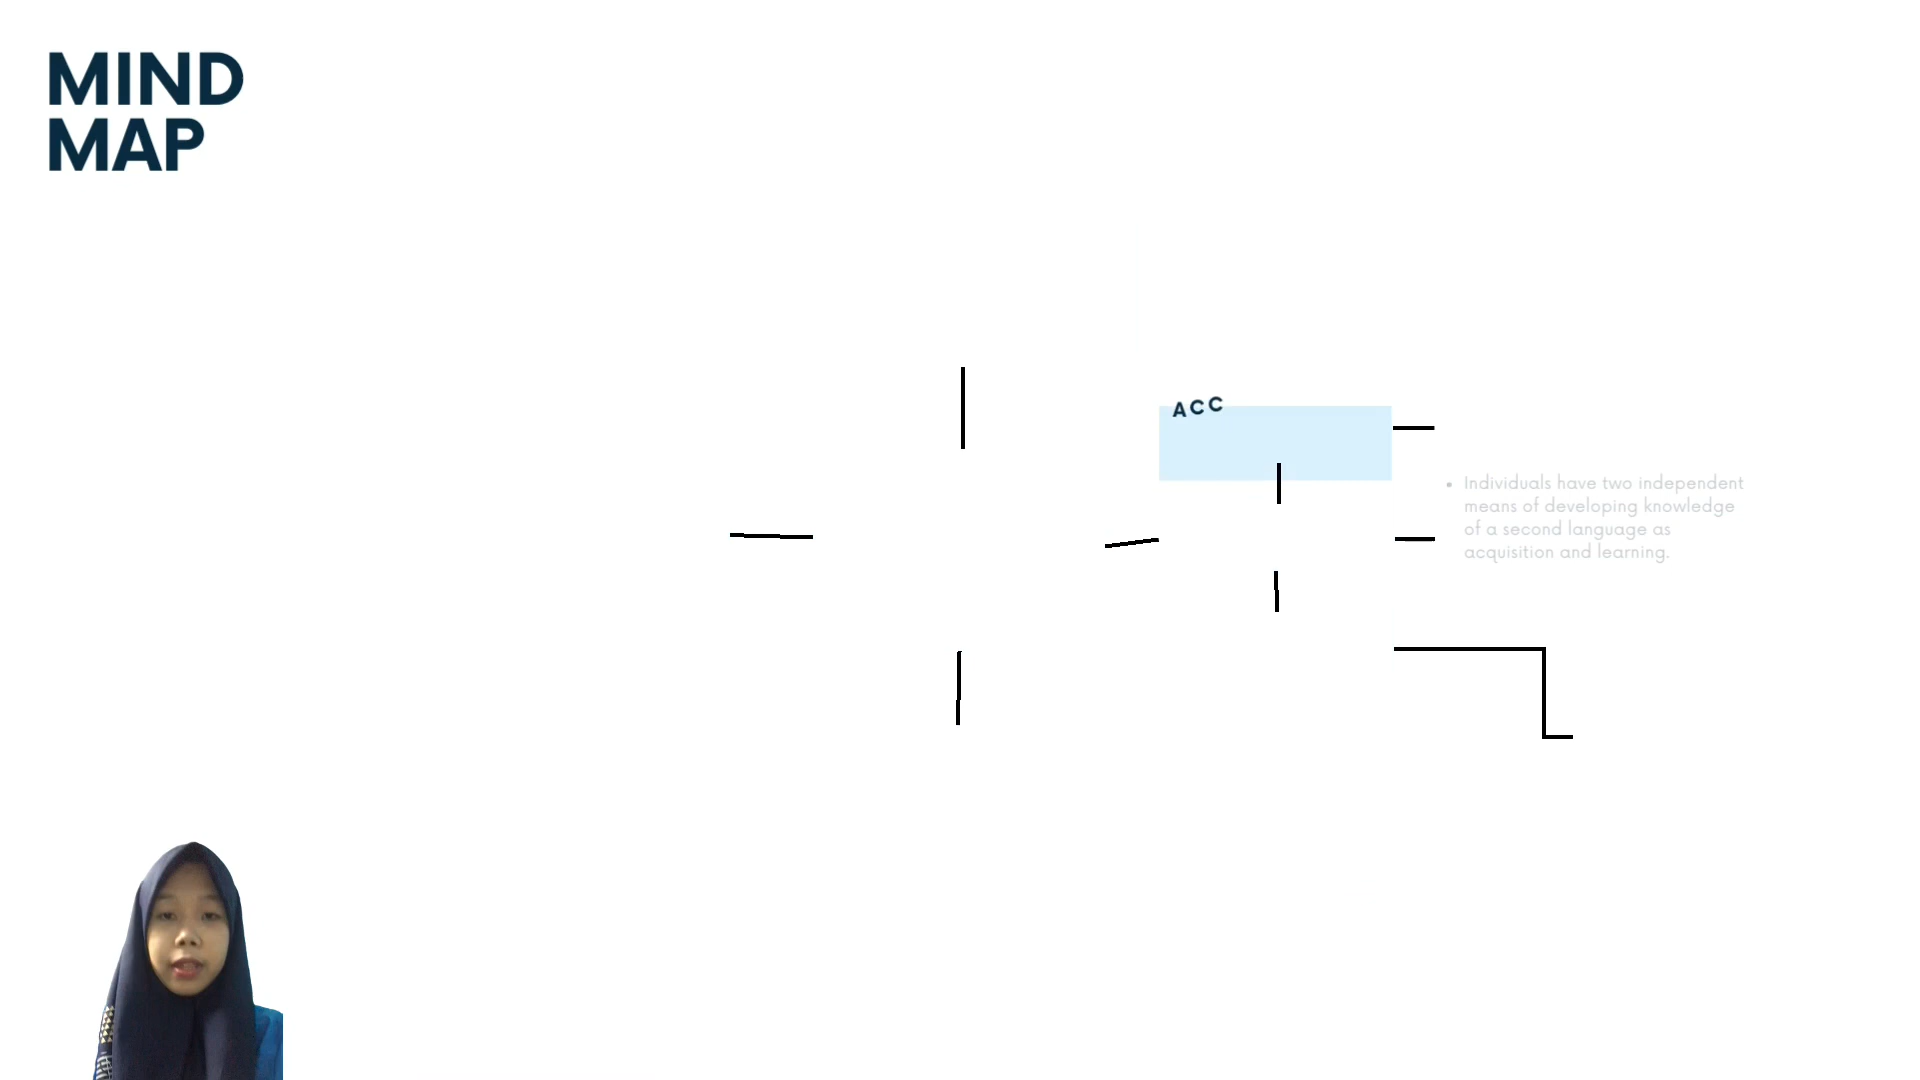 MIND
MAP
ACC
• Individuals have two independent
means of developing knowledge
of a second language as
acquisition and learning.